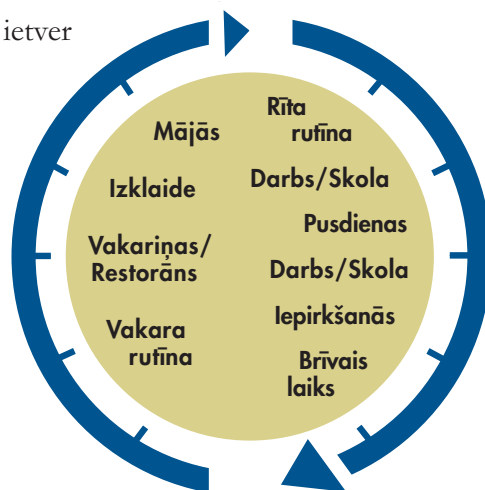 ietver
Rīta
rutīna
Darbs/Skola
Pusdienas
Darbs/Skola
Iepirkšanās
Brīvais
laiks
Vakara
rutīna
Vakariņas/
Restorāns
Izklaide
Mājās